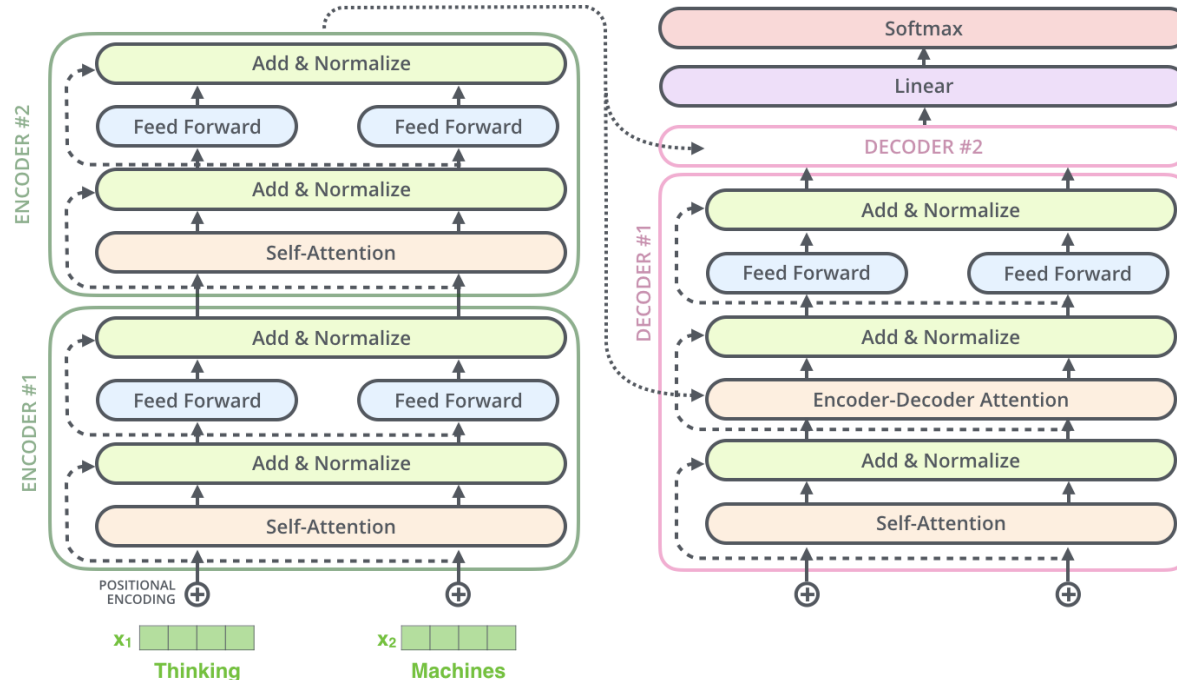 ENCODER #2
Add & Normalize
Feed Forward Feed Forward
Add & Normalize
Self-Attention
ENCODER #1
Add & Normalize
Feed Forward Feed Forward
Add & Normalize
Self-Attention
POSITIONAL
ENCODING
x₁ x₂
Thinking Machines
Softmax
Linear
DECODER #2
DECODER #1
Add & Normalize
Feed Forward Feed Forward
Add & Normalize
Encoder-Decoder Attention
Add & Normalize
Self-Attention